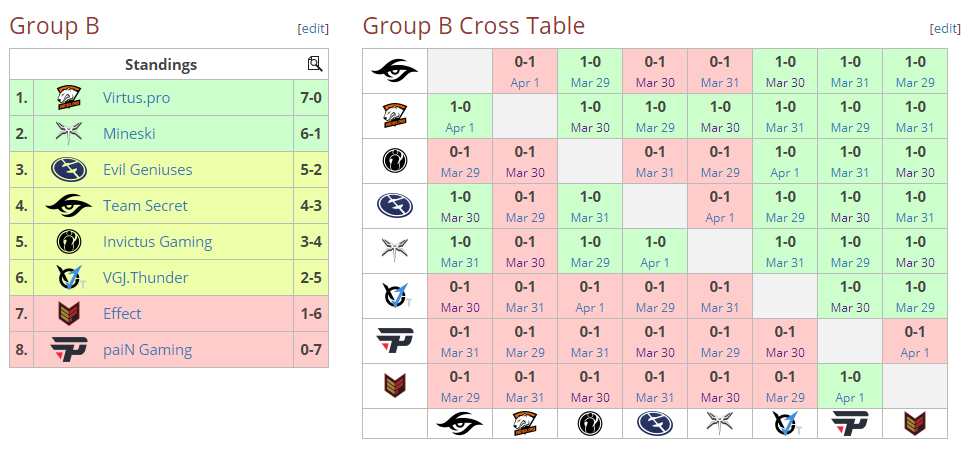 Group B [edit]
Standings
1. Virtus.pro 7-0
2. Mineski 6-1
3. Evil Geniuses 5-2
4. Team Secret 4-3
5. Invictus Gaming 3-4
6. VGJ.Thunder 2-5
7. Effect 1-6
8. paiN Gaming 0-7
Group B Cross Table [edit]
0-1 1-0 0-1 0-1 1-0 1-0 1-0
Apr 1 Mar 29 Mar 30 Mar 31 Mar 30 Mar 31 Mar 29
1-0 1-0 1-0 1-0 1-0 1-0 1-0
Apr 1 Mar 30 Mar 29 Mar 30 Mar 31 Mar 29 Mar 31
0-1 0-1 0-1 0-1 1-0 1-0 1-0
Mar 29 Mar 30 Mar 31 Mar 29 Apr 1 Mar 31 Mar 30
1-0 0-1 1-0 0-1 1-0 1-0 1-0
Mar 30 Mar 29 Mar 31 Apr 1 Mar 29 Mar 30 Mar 31
1-0 0-1 1-0 1-0 1-0 1-0 1-0
Mar 31 Mar 30 Mar 29 Apr 1 Mar 31 Mar 29 Mar 30
0-1 0-1 0-1 0-1 0-1 1-0 1-0
Mar 30 Mar 31 Apr 1 Mar 29 Mar 31 Mar 30 Mar 29
0-1 0-1 0-1 0-1 0-1 0-1 0-1
Mar 31 Mar 29 Mar 31 Mar 30 Mar 29 Mar 30 Apr 1
0-1 0-1 0-1 0-1 0-1 0-1 1-0
Mar 29 Mar 31 Mar 30 Mar 31 Mar 30 Mar 29 Apr 1